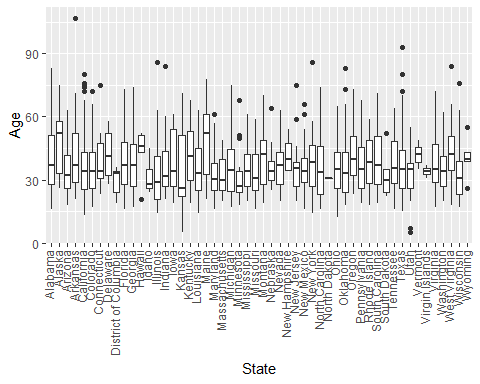 90
60
30
0
Age
Alabama
Alaska
Arizona
Arkansas
California
Colorado
Connecticut
Delaware
District of Columbia
Florida
Georgia
Hawaii
Idaho
Illinois
Indiana
Iowa
Kansas
Kentucky
Louisiana
Maine
Maryland
Massachusetts
Michigan
Minnesota
Mississippi
Missouri
Montana
Nebraska
Nevada
New Hampshire
New Jersey
New Mexico
New York
North Carolina
North Dakota
Ohio
Oklahoma
Oregon
Pennsylvania
Rhode Island
South Carolina
South Dakota
Tennessee
Texas
Utah
Vermont
Virgin Islands
Virginia
Washington
West Virginia
Wisconsin
Wyoming
State